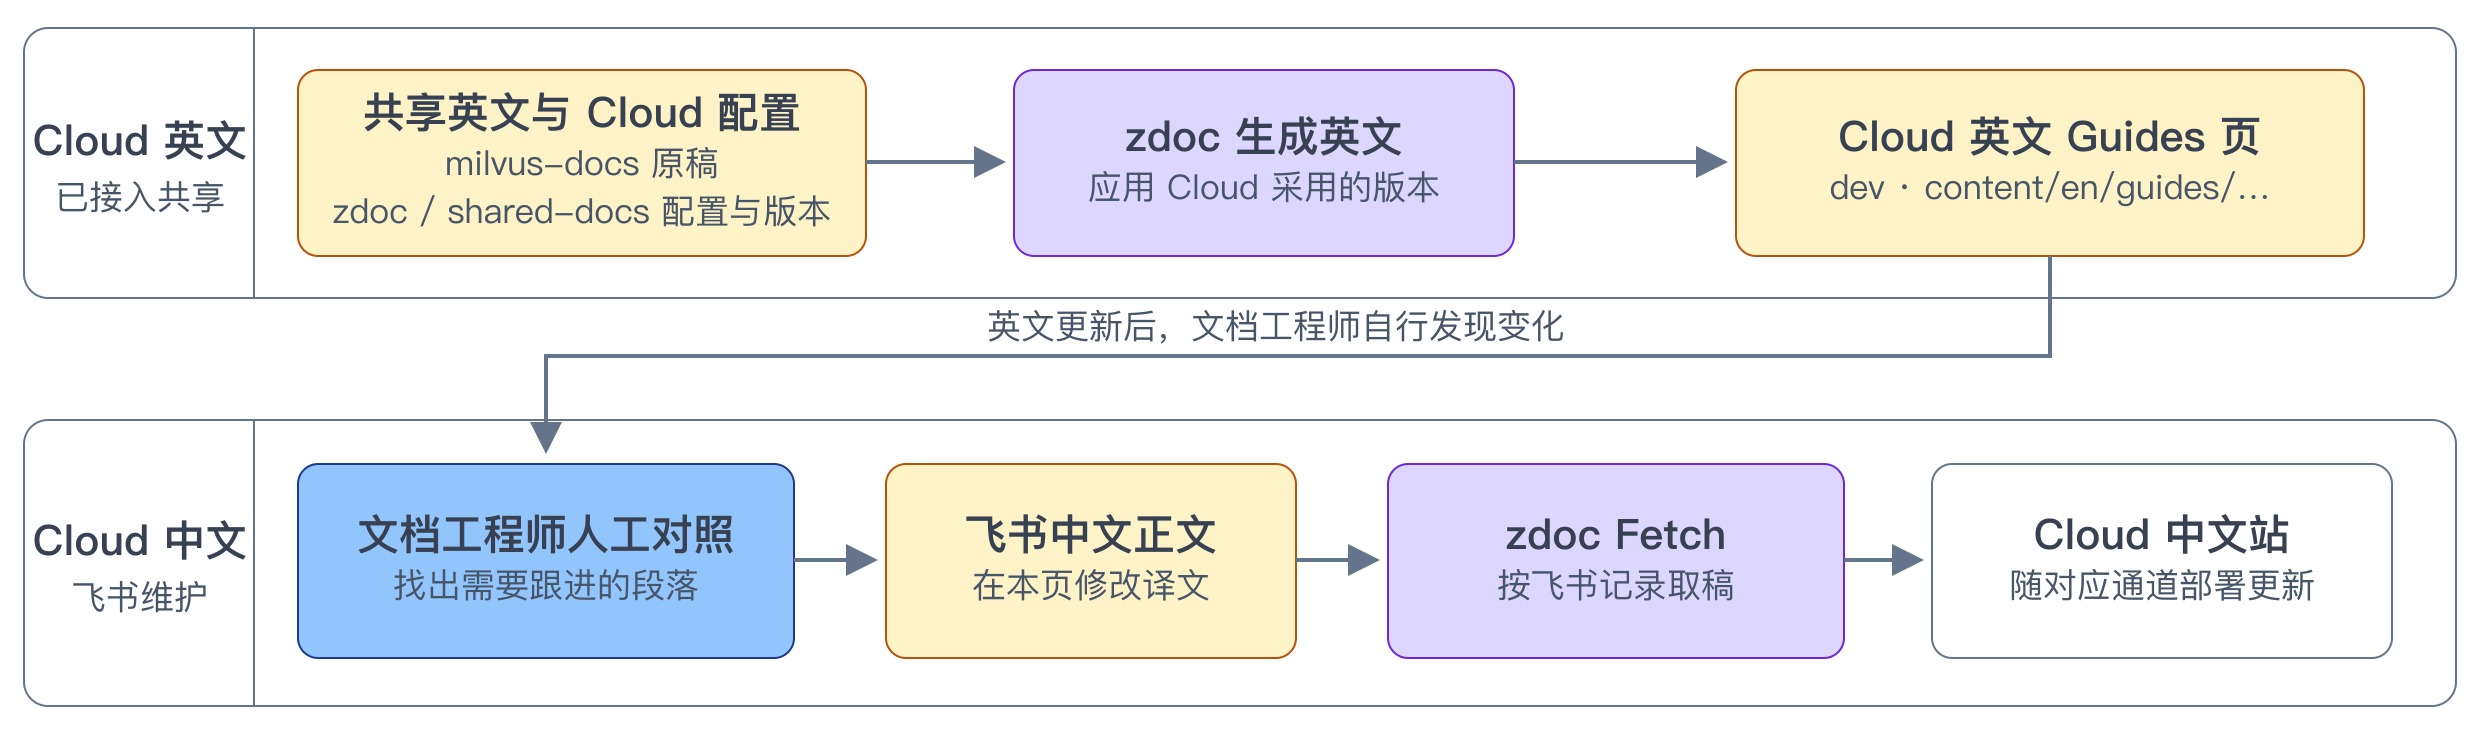 Cloud 英文
已接入共享
共享英文与 Cloud 配置
milvus-docs 原稿
zdoc / shared-docs 配置与版本
zdoc 生成英文
应用 Cloud 采用的版本
Cloud 英文 Guides 页
dev · content/en/guides/...
英文更新后，文档工程师自行发现变化
Cloud 中文
飞书维护
文档工程师人工对照
找出需要跟进的段落
飞书中文正文
在本页修改译文
zdoc Fetch
按飞书记录取稿
Cloud 中文站
随对应通道部署更新